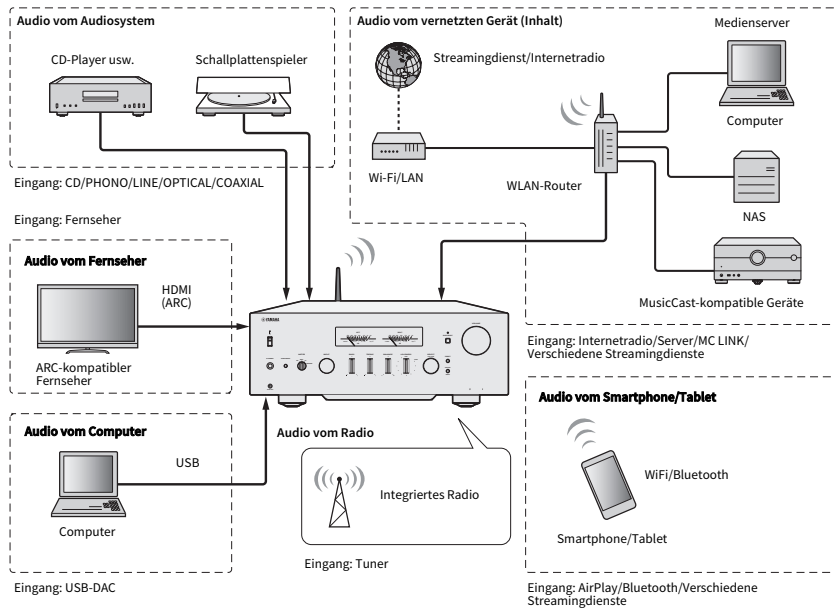 Audio vom Audiosystem
CD-Player usw.
Schallplattenspieler
Eingang: CD/PHONO/LINE/OPTICAL/COAXIAL
Audio vom vernetzten Gerät (Inhalt)
Streamingdienst/Internetradio
Wi-Fi/LAN
WLAN-Router
Medienserver
Computer
NAS
MusicCast-kompatible Geräte
Eingang: Internetradio/Server/MC LINK/
Verschiedene Streamingdienste
Eingang: Fernseher
Audio vom Fernseher
HDMI
(ARC)
ARC-kompatibler
Fernseher
YAMAHA
Audio vom Computer
USB
Computer
Eingang: USB-DAC
Audio vom Radio
Integriertes Radio
Eingang: Tuner
Audio vom Smartphone/Tablet
WiFi/Bluetooth
Smartphone/Tablet
Eingang: AirPlay/Bluetooth/Verschiedene
Streamingdienste